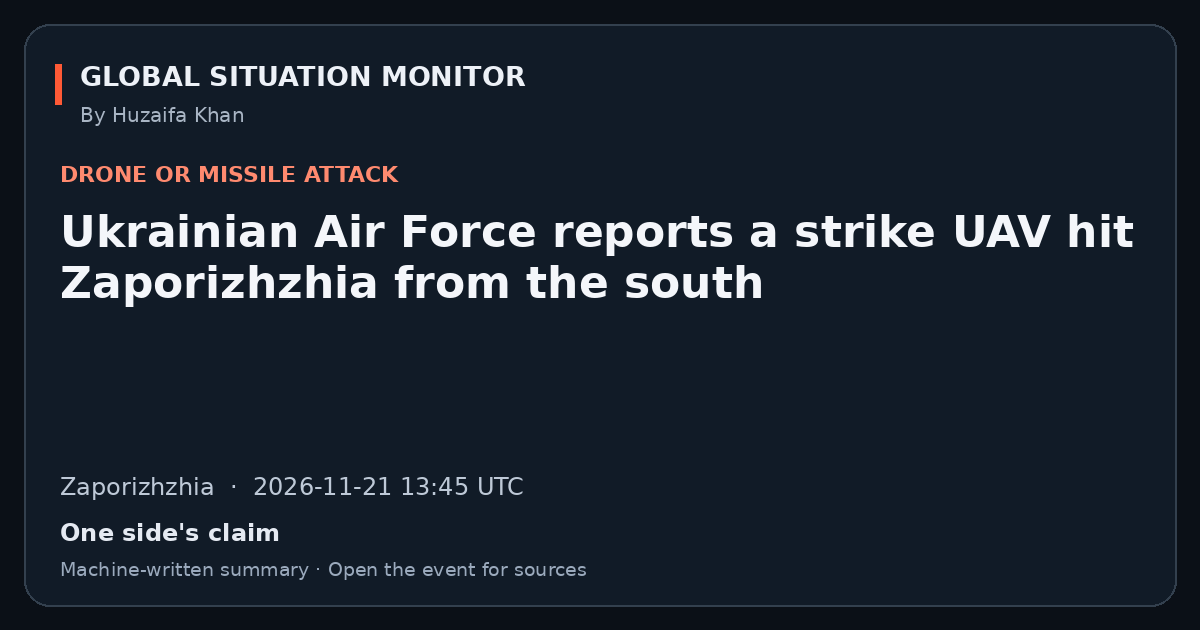 GLOBAL SITUATION MONITOR
By Huzaifa Khan
DRONE OR MISSILE ATTACK
Ukrainian Air Force reports a strike UAV hit
Zaporizhzhia from the south
Zaporizhzhia · 2026-11-21 13:45 UTC
One side's claim
Machine-written summary · Open the event for sources